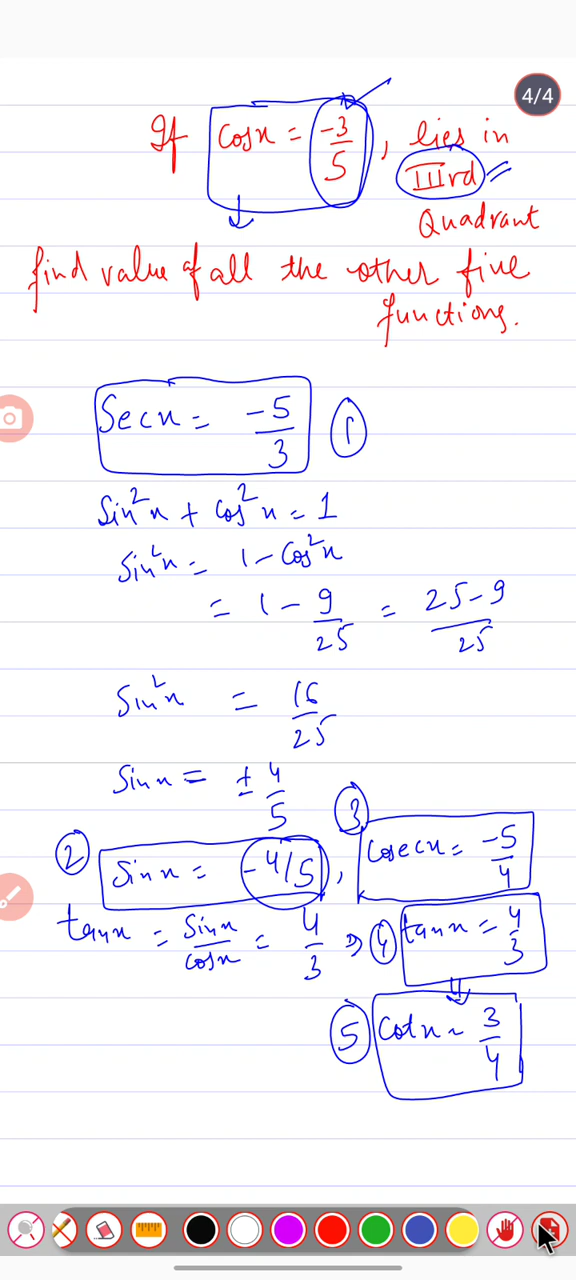 4/4
If cosx = -3/5, lies in
IIIrd
Quadrant
find value of all the other five
functions.
Secx = -5/3 ①
Sin²x + cos²x = 1
Sin²x = 1 - Cos²x
= 1 - 9/25 = 25-9/25
Sin²x = 16/25
Sinx = ± 4/5
② Sinx = -4/5, ③ Cosecx = -5/4
tanx = Sinx/cosx = 4/3 ⇒ ④ tanx = 4/3
⑤ Cotx = 3/4